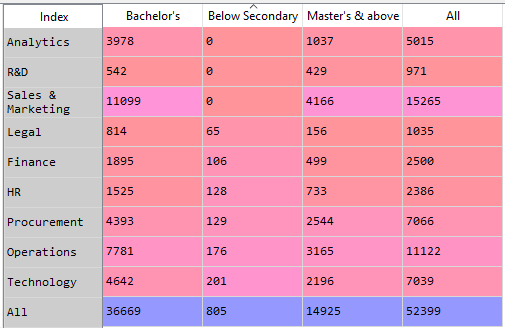 Index Bachelor's Below Secondary Master's & above All
Analytics 3978 0 1037 5015
R&D 542 0 429 971
Sales & Marketing 11099 0 4166 15265
Legal 814 65 156 1035
Finance 1895 106 499 2500
HR 1525 128 733 2386
Procurement 4393 129 2544 7066
Operations 7781 176 3165 11122
Technology 4642 201 2196 7039
All 36669 805 14925 52399